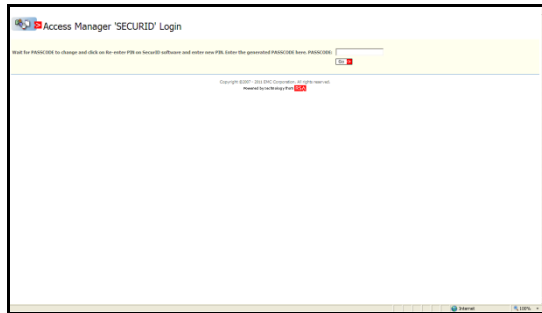 Access Manager 'SECURID' Login
Wait for PASSCODE to change and click on Re-enter PIN on SecurID software and enter new PIN. Enter the generated PASSCODE here. PASSCODE:
Go
Copyright ©2007 - 2011 EMC Corporation. All rights reserved.
Powered by technology from RSA
Internet
100%